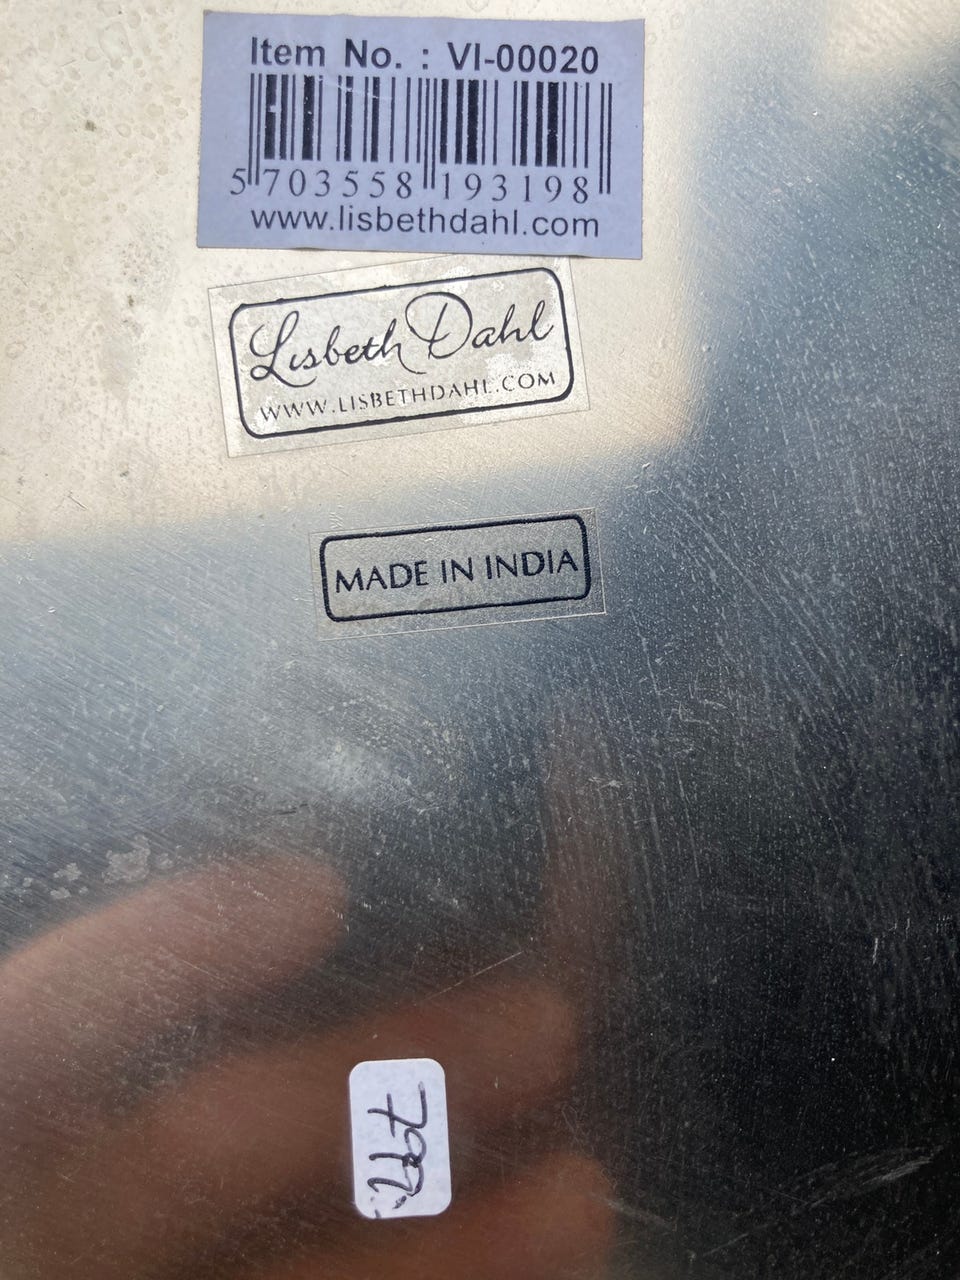 Item No. : VI-00020
5 703558 193198
www.lisbethdahl.com
Lisbeth Dahl
WWW.LISBETHDAHL.COM
MADE IN INDIA